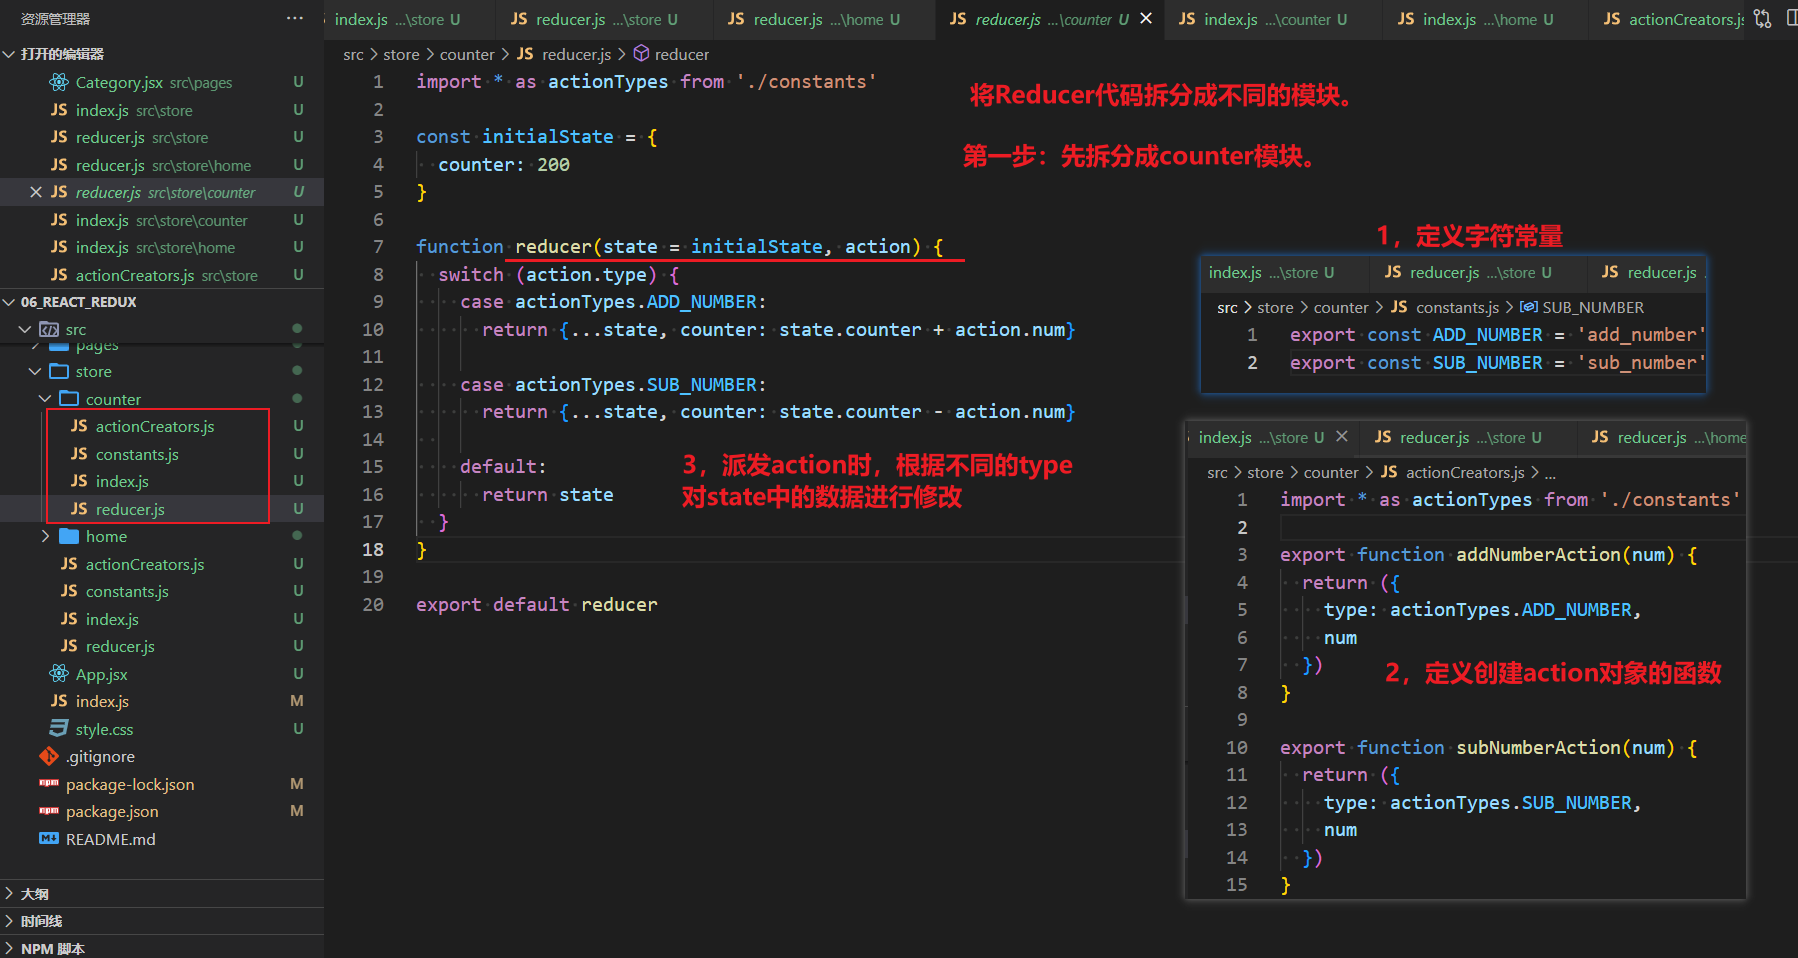 资源管理器 ···
打开的编辑器
Category.jsx src\pages U
JS index.js src\store U
JS reducer.js src\store U
JS reducer.js src\store\home U
JS reducer.js src\store\counter U
JS index.js src\store\counter U
JS index.js src\store\home U
JS actionCreators.js src\store U
06_REACT_REDUX
src
pages
store
counter
JS actionCreators.js U
JS constants.js U
JS index.js U
JS reducer.js U
home
JS actionCreators.js U
JS constants.js U
JS index.js U
JS reducer.js U
App.jsx U
JS index.js M
style.css U
.gitignore
npm package-lock.json M
npm package.json M
README.md
大纲
时间线
NPM 脚本
index.js ...\store U
JS reducer.js ...\store U
JS reducer.js ...\home U
JS reducer.js ...\counter U
JS index.js ...\counter U
JS index.js ...\home U
JS actionCreators.js
src > store > counter > JS reducer.js > reducer
1 import * as actionTypes from './constants'
2
3 const initialState = {
4 counter: 200
5 }
6
7 function reducer(state = initialState, action) {
8 switch (action.type) {
9 case actionTypes.ADD_NUMBER:
10 return {...state, counter: state.counter + action.num}
11
12 case actionTypes.SUB_NUMBER:
13 return {...state, counter: state.counter - action.num}
14
15 default:
16 return state
17 }
18 }
19
20 export default reducer
将Reducer代码拆分成不同的模块。
第一步：先拆分成counter模块。
3，派发action时，根据不同的type
对state中的数据进行修改
1，定义字符常量
index.js ...\store U JS reducer.js ...\store U JS reducer.js
src > store > counter > JS constants.js > SUB_NUMBER
1 export const ADD_NUMBER = 'add_number'
2 export const SUB_NUMBER = 'sub_number'
index.js ...\store U JS reducer.js ...\store U JS reducer.js ...\home
src > store > counter > JS actionCreators.js > ...
1 import * as actionTypes from './constants'
2
3 export function addNumberAction(num) {
4 return ({
5 type: actionTypes.ADD_NUMBER,
6 num
7 })
8 }
9
10 export function subNumberAction(num) {
11 return ({
12 type: actionTypes.SUB_NUMBER,
13 num
14 })
15 }
2，定义创建action对象的函数